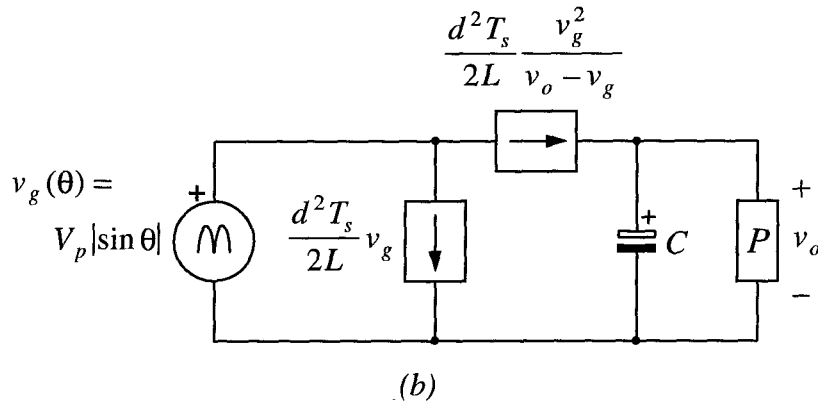 d²Tₛ/2L v_g²/(v_o − v_g)
v_g(θ) =
V_p|sin θ|
+
d²Tₛ/2L v_g
+
C
P
+
v_o
−
(b)